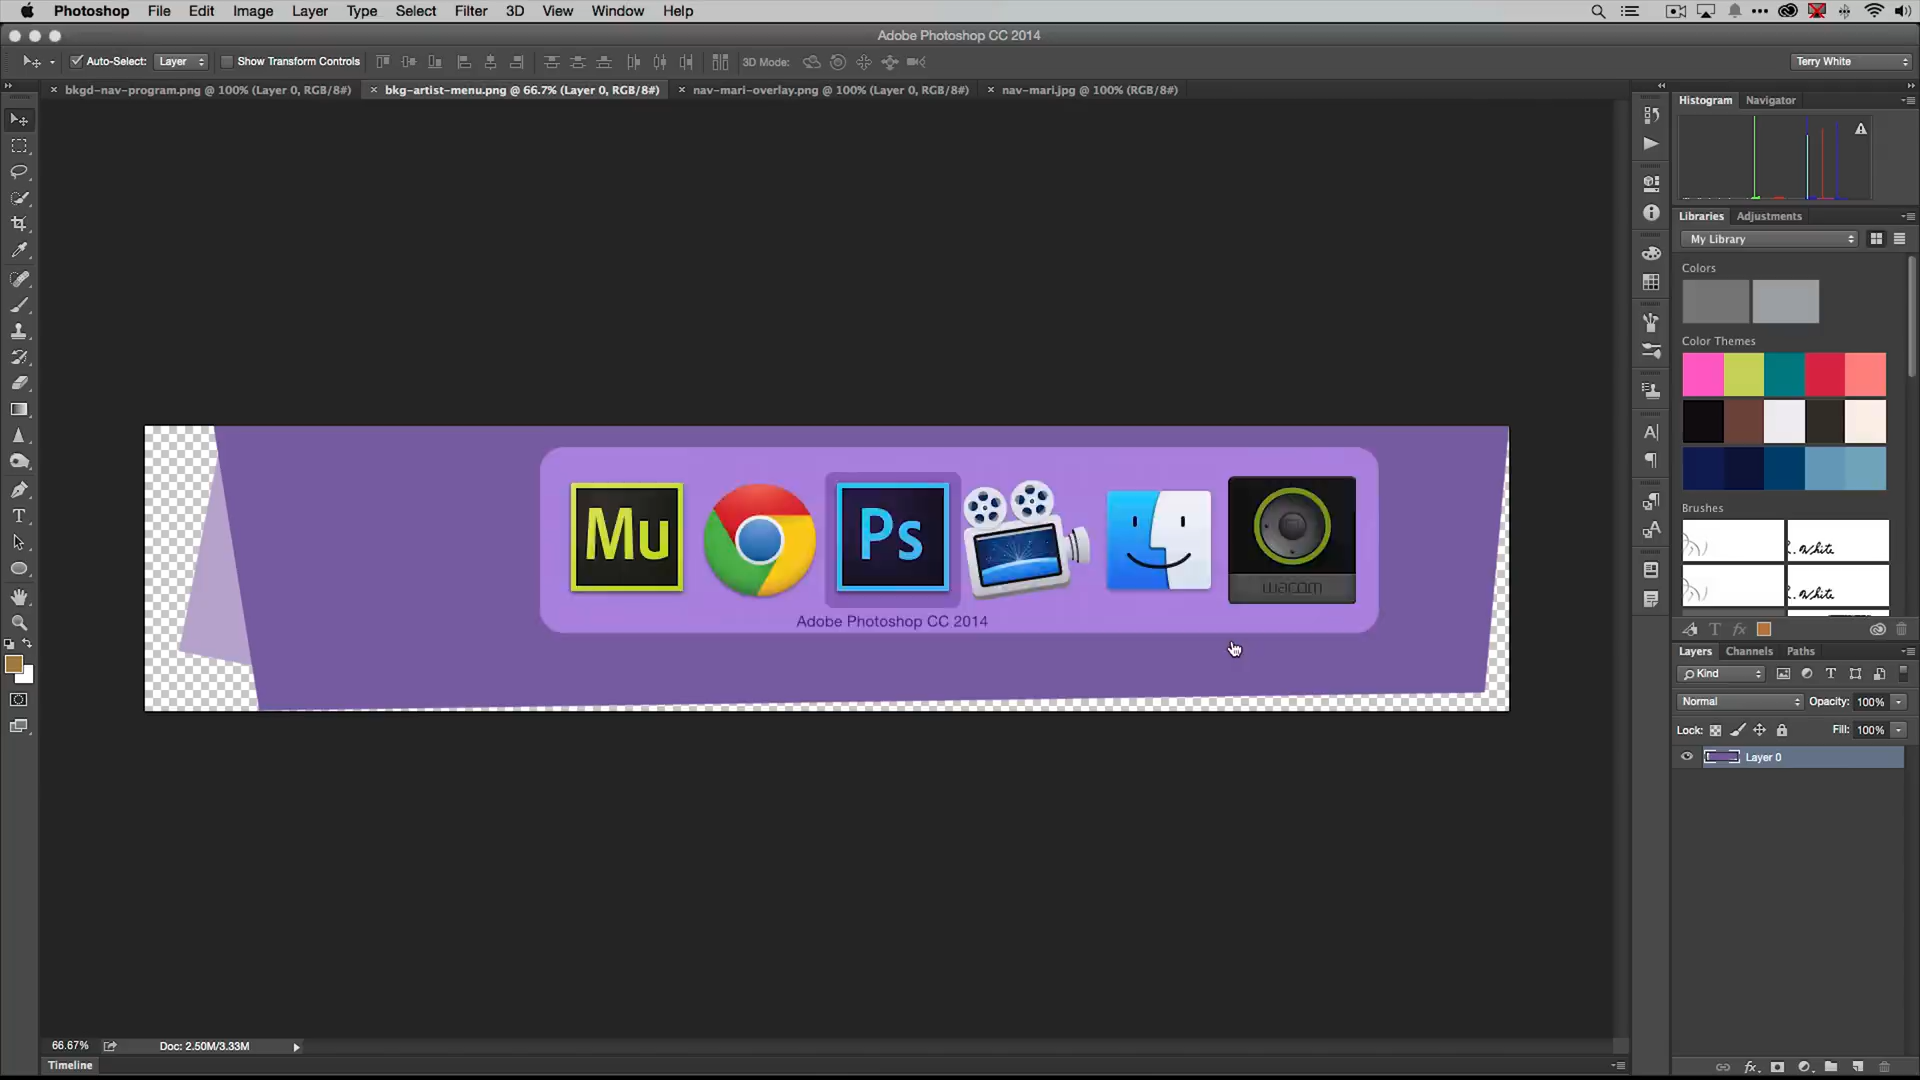 Photoshop File Edit Image Layer Type Select Filter 3D View Window Help
Adobe Photoshop CC 2014
Auto-Select: Layer Show Transform Controls 3D Mode: Terry White
bkgd-nav-program.png @ 100% (Layer 0, RGB/8#) bkg-artist-menu.png @ 66.7% (Layer 0, RGB/8#) nav-mari-overlay.png @ 100% (Layer 0, RGB/8#) nav-mari.jpg @ 100% (RGB/8#)
Histogram Navigator
Libraries Adjustments
My Library
Colors
Color Themes
Brushes
White
White
Mu
Ps
wacom
Adobe Photoshop CC 2014
Layers Channels Paths
Kind
Normal Opacity: 100%
Lock: Fill: 100%
Layer 0
66.67% Doc: 2.50M/3.33M
Timeline